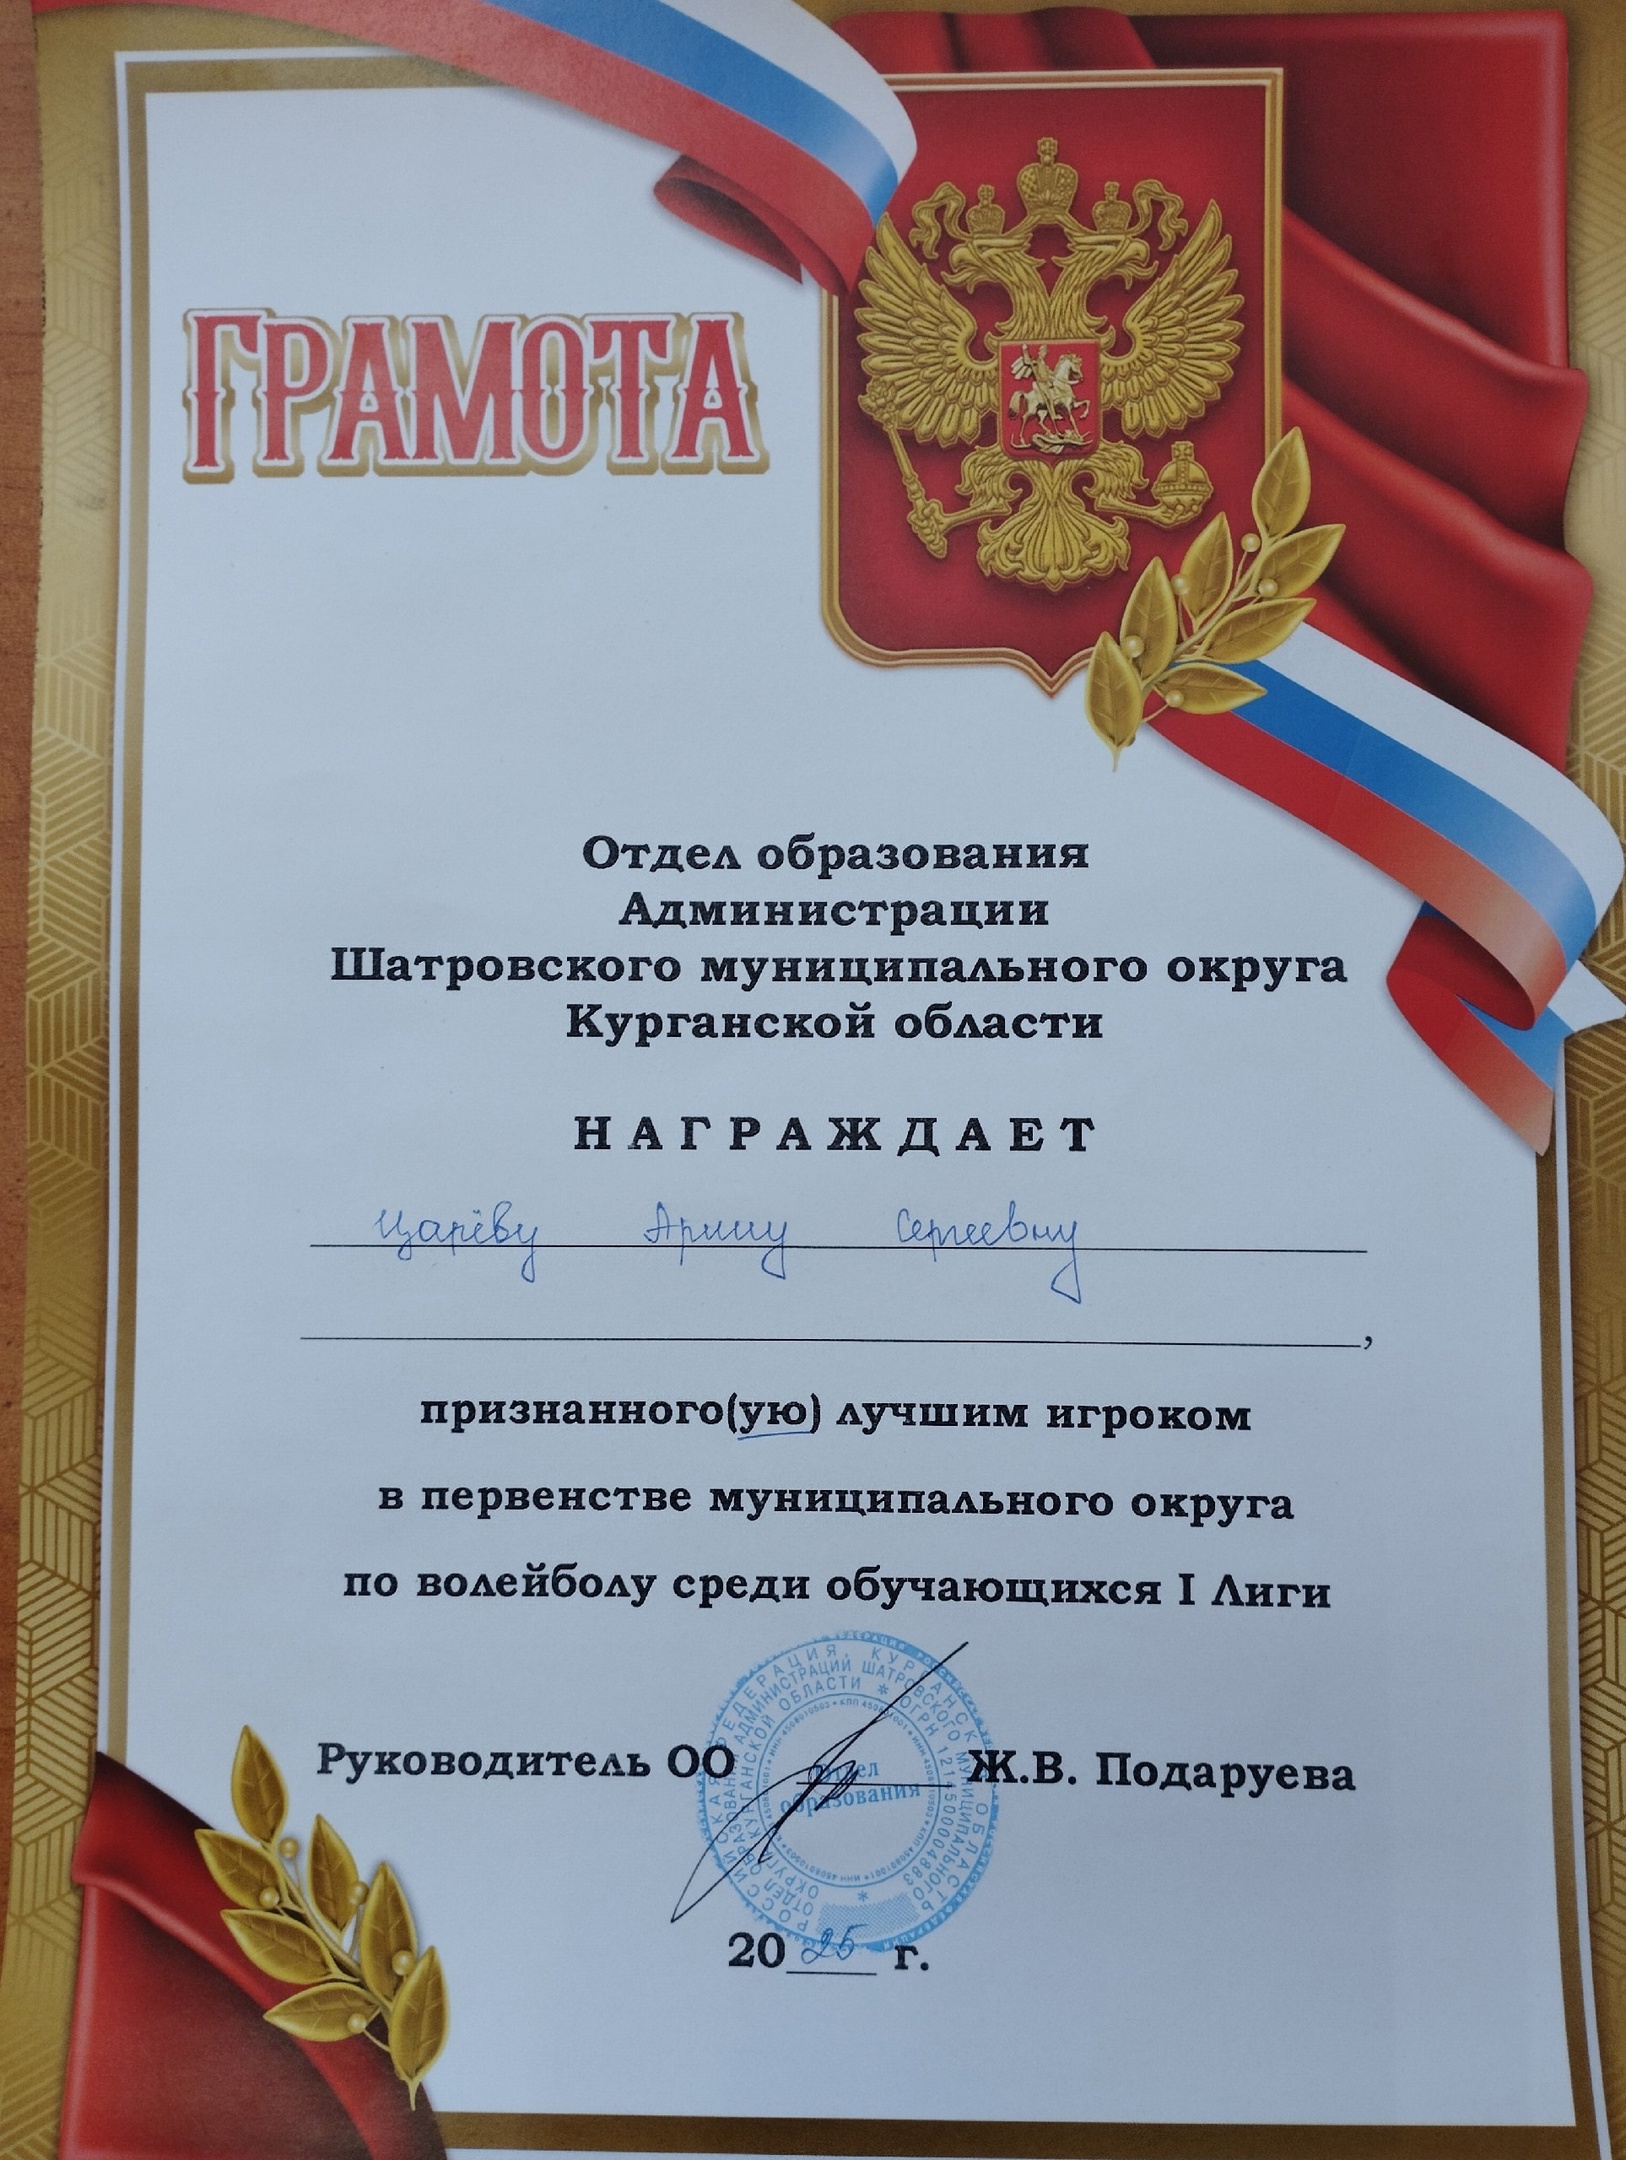 ГРАМОТА
Отдел образования
Администрации
Шатровского муниципального округа
Курганской области
НАГРАЖДАЕТ
Царёву Арину Сергеевну
,
признанного(ую) лучшим игроком
в первенстве муниципального округа
по волейболу среди обучающихся I Лиги
Руководитель ОО Ж.В. Подаруева
Отдел
образования
2025 г.